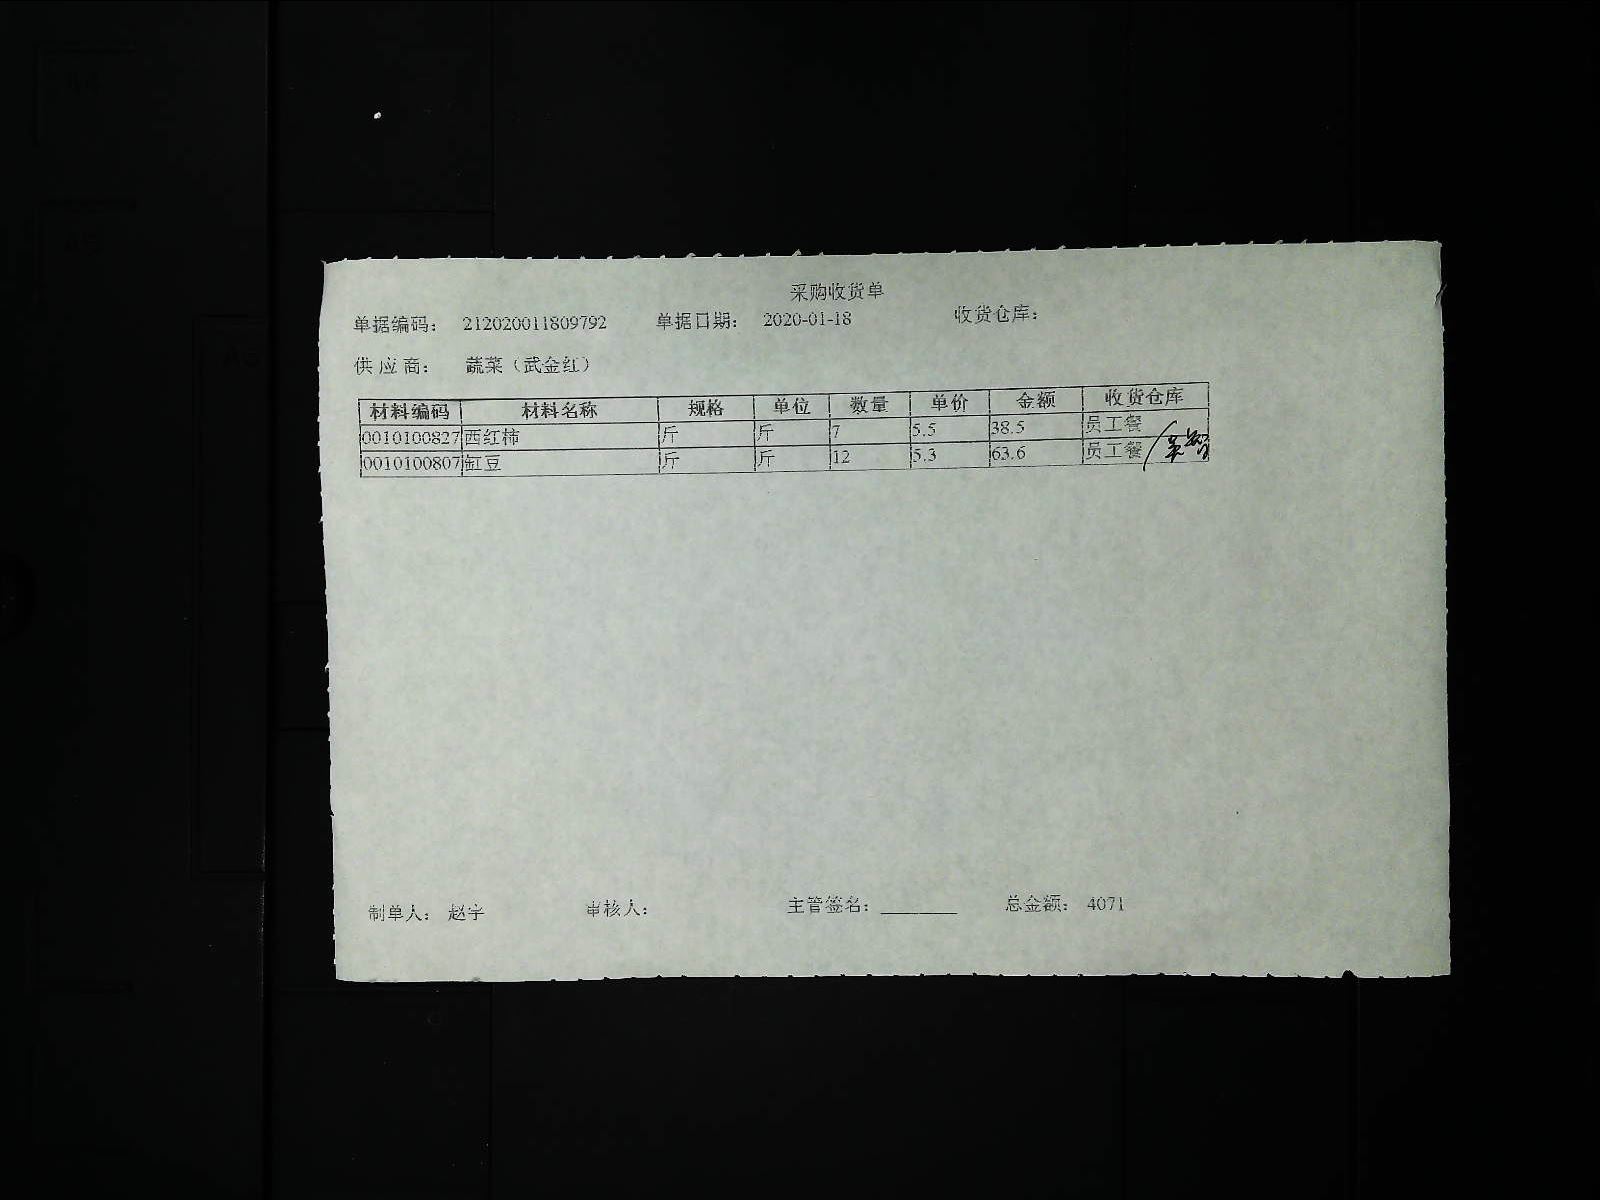 采购收货单
单据编码： 212020011809792 单据日期： 2020-01-18 收货仓库：
供 应 商： 蔬菜（武金红）
材料编码 材料名称 规格 单位 数量 单价 金额 收货仓库
0010100827 西红柿 斤 斤 7 5.5 38.5 员工餐
0010100807 缸豆 斤 斤 12 5.3 63.6 员工餐
制单人： 赵宇 审核人： 主管签名：________ 总金额： 4071